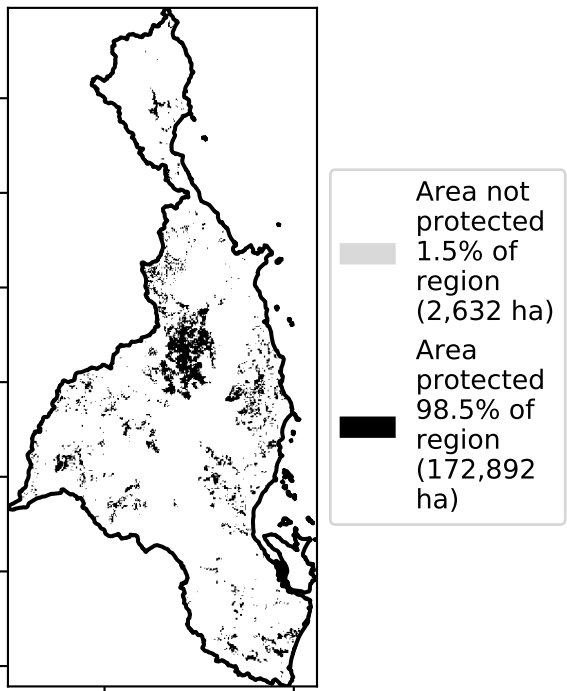 Area not
protected
1.5% of
region
(2,632 ha)
Area
protected
98.5% of
region
(172,892
ha)